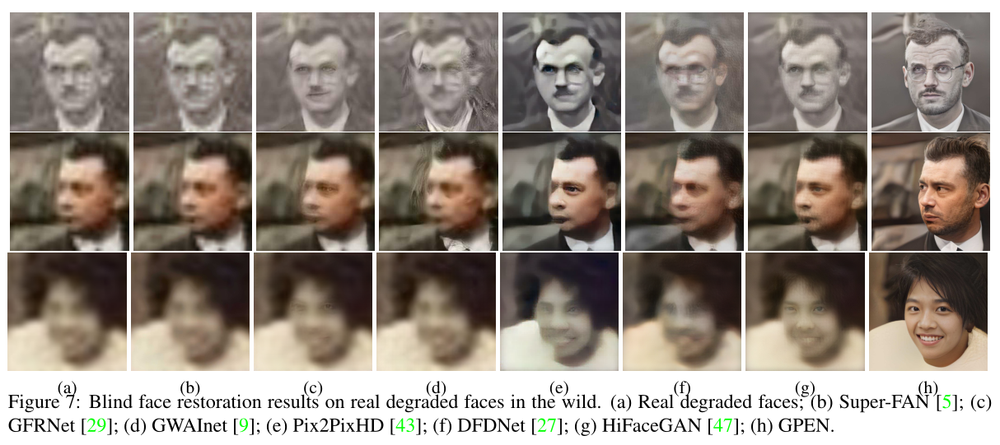 (a) (b) (c) (d) (e) (f) (g) (h)
Figure 7: Blind face restoration results on real degraded faces in the wild. (a) Real degraded faces; (b) Super-FAN [5]; (c)
GFRNet [29]; (d) GWAInet [9]; (e) Pix2PixHD [43]; (f) DFDNet [27]; (g) HiFaceGAN [47]; (h) GPEN.